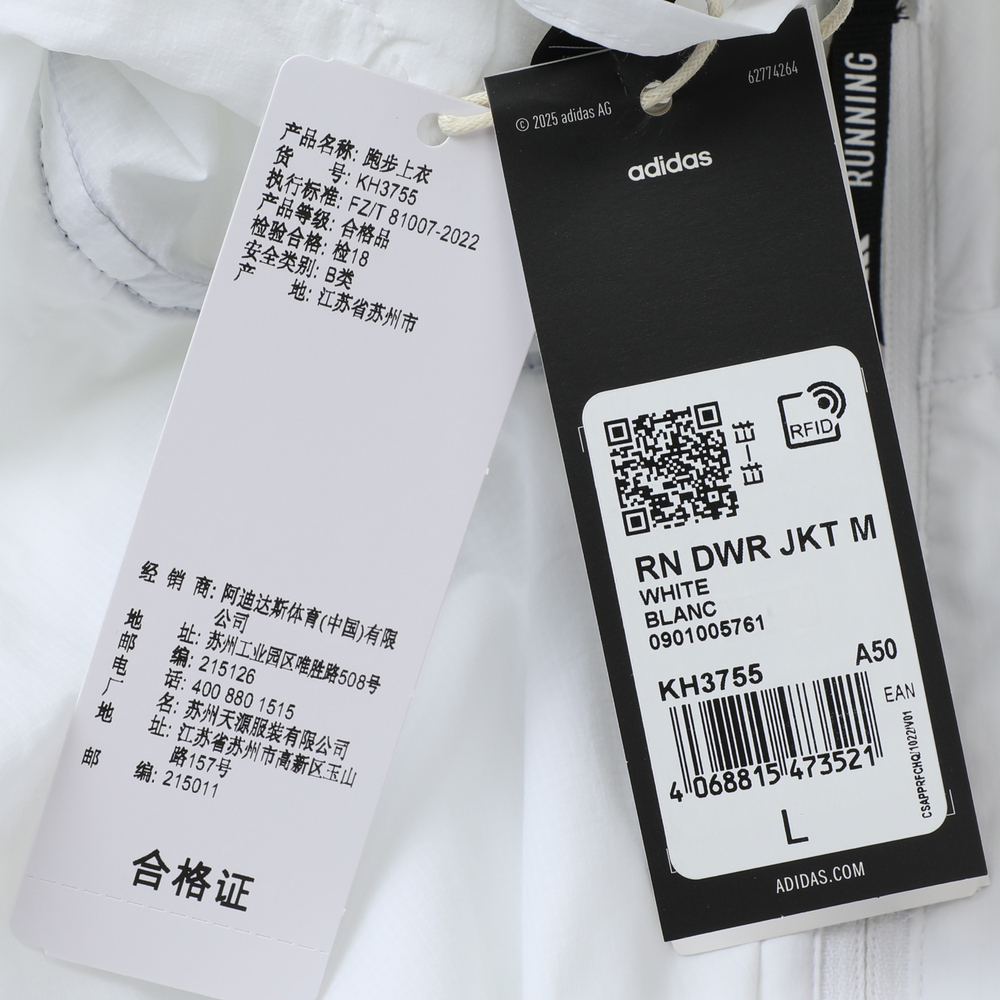 产品名称: 跑步上衣
货 号: KH3755
执行标准: FZ/T 81007-2022
产品等级: 合格品
检验合格: 检18
安全类别: B类
产 地: 江苏省苏州市
经 销 商: 阿迪达斯体育(中国)有限
公司
地 址: 苏州工业园区唯胜路508号
邮 编: 215126
电 话: 400 880 1515
厂 名: 苏州天源服装有限公司
地 址: 江苏省苏州市高新区玉山
路157号
邮 编: 215011
合格证
© 2025 adidas AG
62774264
adidas
扫一扫
RFID
RN DWR JKT M
WHITE
BLANC
0901005761
KH3755
A50
EAN
4 068815 473521
CSAPPRFCHQ/1022/V01
L
ADIDAS.COM
RUNNING